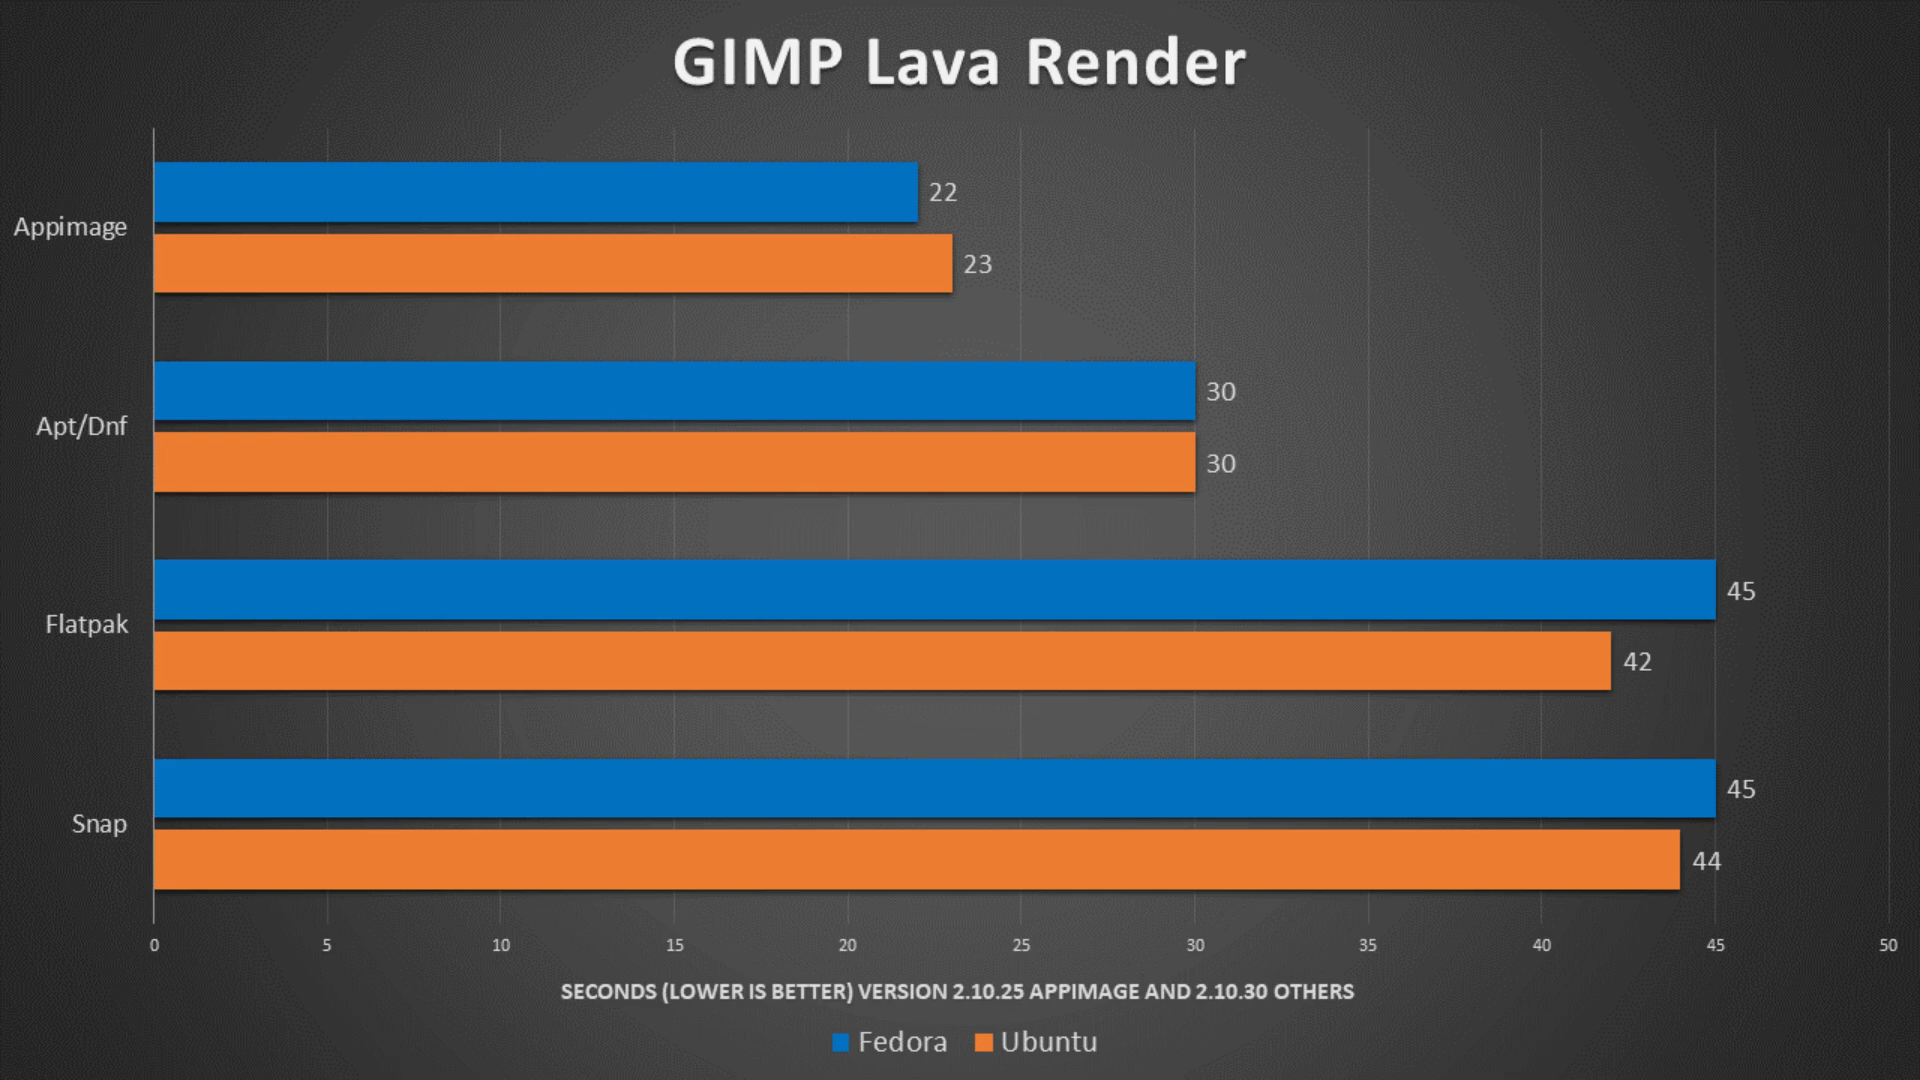 GIMP Lava Render
Appimage
22
23
Apt/Dnf
30
30
Flatpak
45
42
Snap
45
44
0 5 10 15 20 25 30 35 40 45 50
SECONDS (LOWER IS BETTER) VERSION 2.10.25 APPIMAGE AND 2.10.30 OTHERS
Fedora Ubuntu